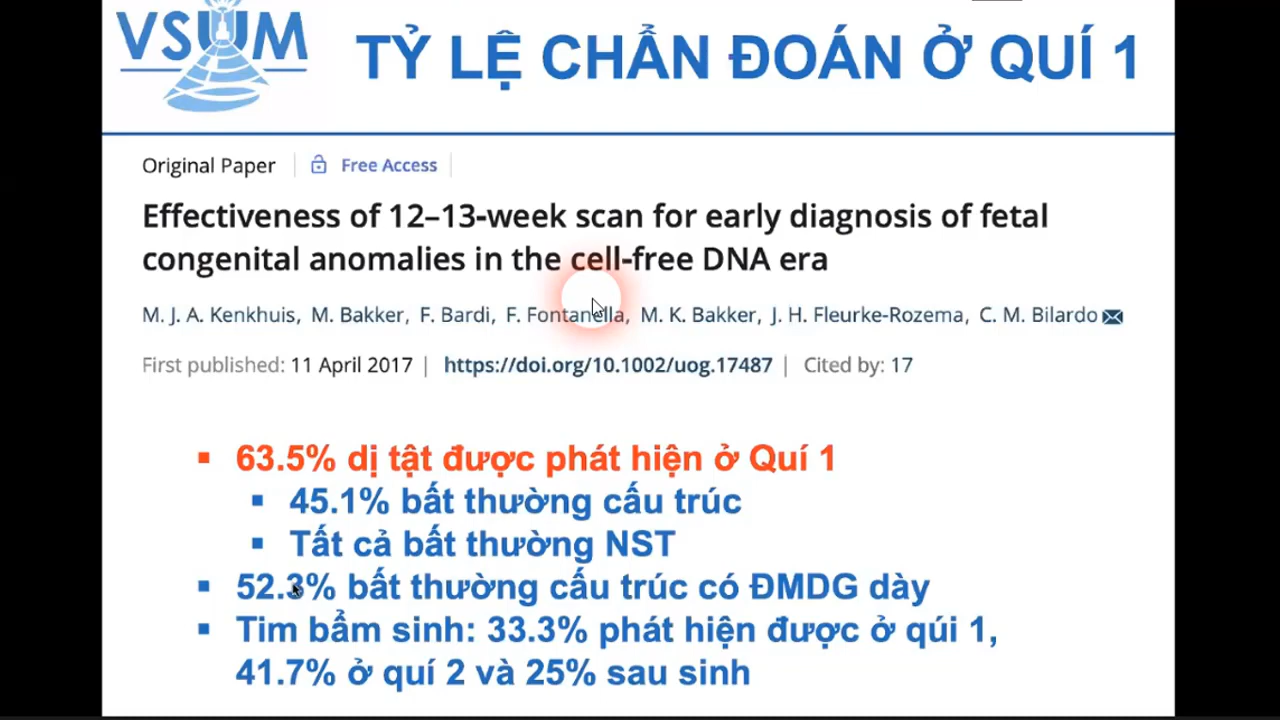 VSUM
TỶ LỆ CHẨN ĐOÁN Ở QUÍ 1
Original Paper | Free Access
Effectiveness of 12–13-week scan for early diagnosis of fetal
congenital anomalies in the cell-free DNA era
M. J. A. Kenkhuis, M. Bakker, F. Bardi, F. Fontanella, M. K. Bakker, J. H. Fleurke-Rozema, C. M. Bilardo
First published: 11 April 2017 | https://doi.org/10.1002/uog.17487 | Cited by: 17
▪ 63.5% dị tật được phát hiện ở Quí 1
▪ 45.1% bất thường cấu trúc
▪ Tất cả bất thường NST
▪ 52.3% bất thường cấu trúc có ĐMDG dày
▪ Tim bẩm sinh: 33.3% phát hiện được ở qúi 1,
41.7% ở quí 2 và 25% sau sinh